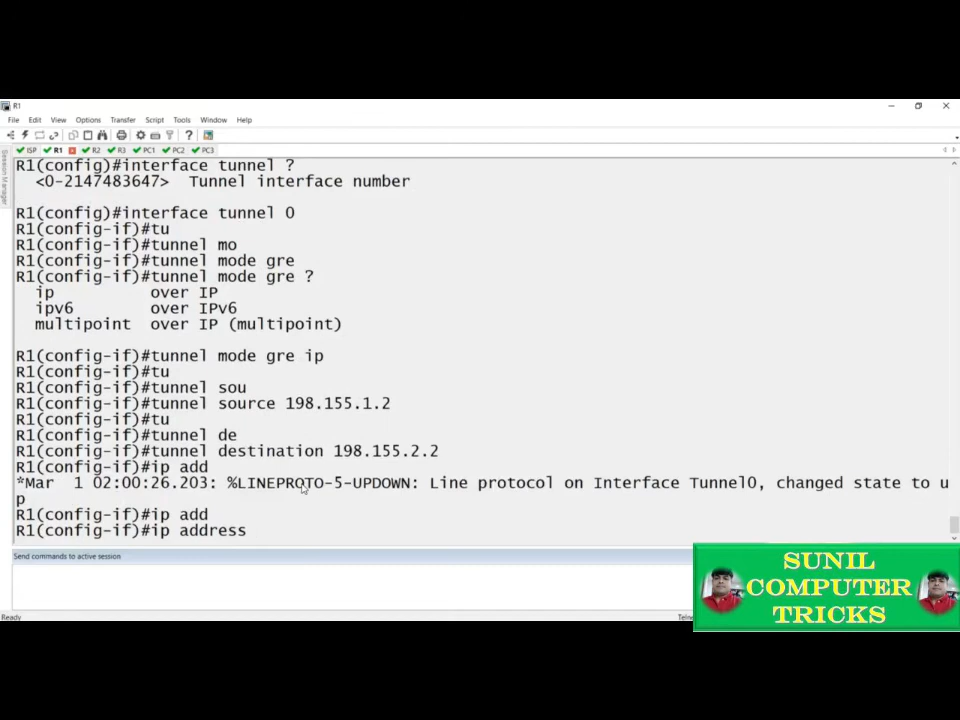 R1
File Edit View Options Transfer Script Tools Window Help
ISP R1 R2 R3 PC1 PC2 PC3
Session Manager
R1(config)#interface tunnel ?
<0-2147483647> Tunnel interface number
R1(config)#interface tunnel 0
R1(config-if)#tu
R1(config-if)#tunnel mo
R1(config-if)#tunnel mode gre
R1(config-if)#tunnel mode gre ?
ip over IP
ipv6 over IPv6
multipoint over IP (multipoint)
R1(config-if)#tunnel mode gre ip
R1(config-if)#tu
R1(config-if)#tunnel sou
R1(config-if)#tunnel source 198.155.1.2
R1(config-if)#tu
R1(config-if)#tunnel de
R1(config-if)#tunnel destination 198.155.2.2
R1(config-if)#ip add
*Mar 1 02:00:26.203: %LINEPROTO-5-UPDOWN: Line protocol on Interface Tunnel0, changed state to u
p
R1(config-if)#ip add
R1(config-if)#ip address
Send commands to active session
Ready
SUNIL
COMPUTER
TRICKS